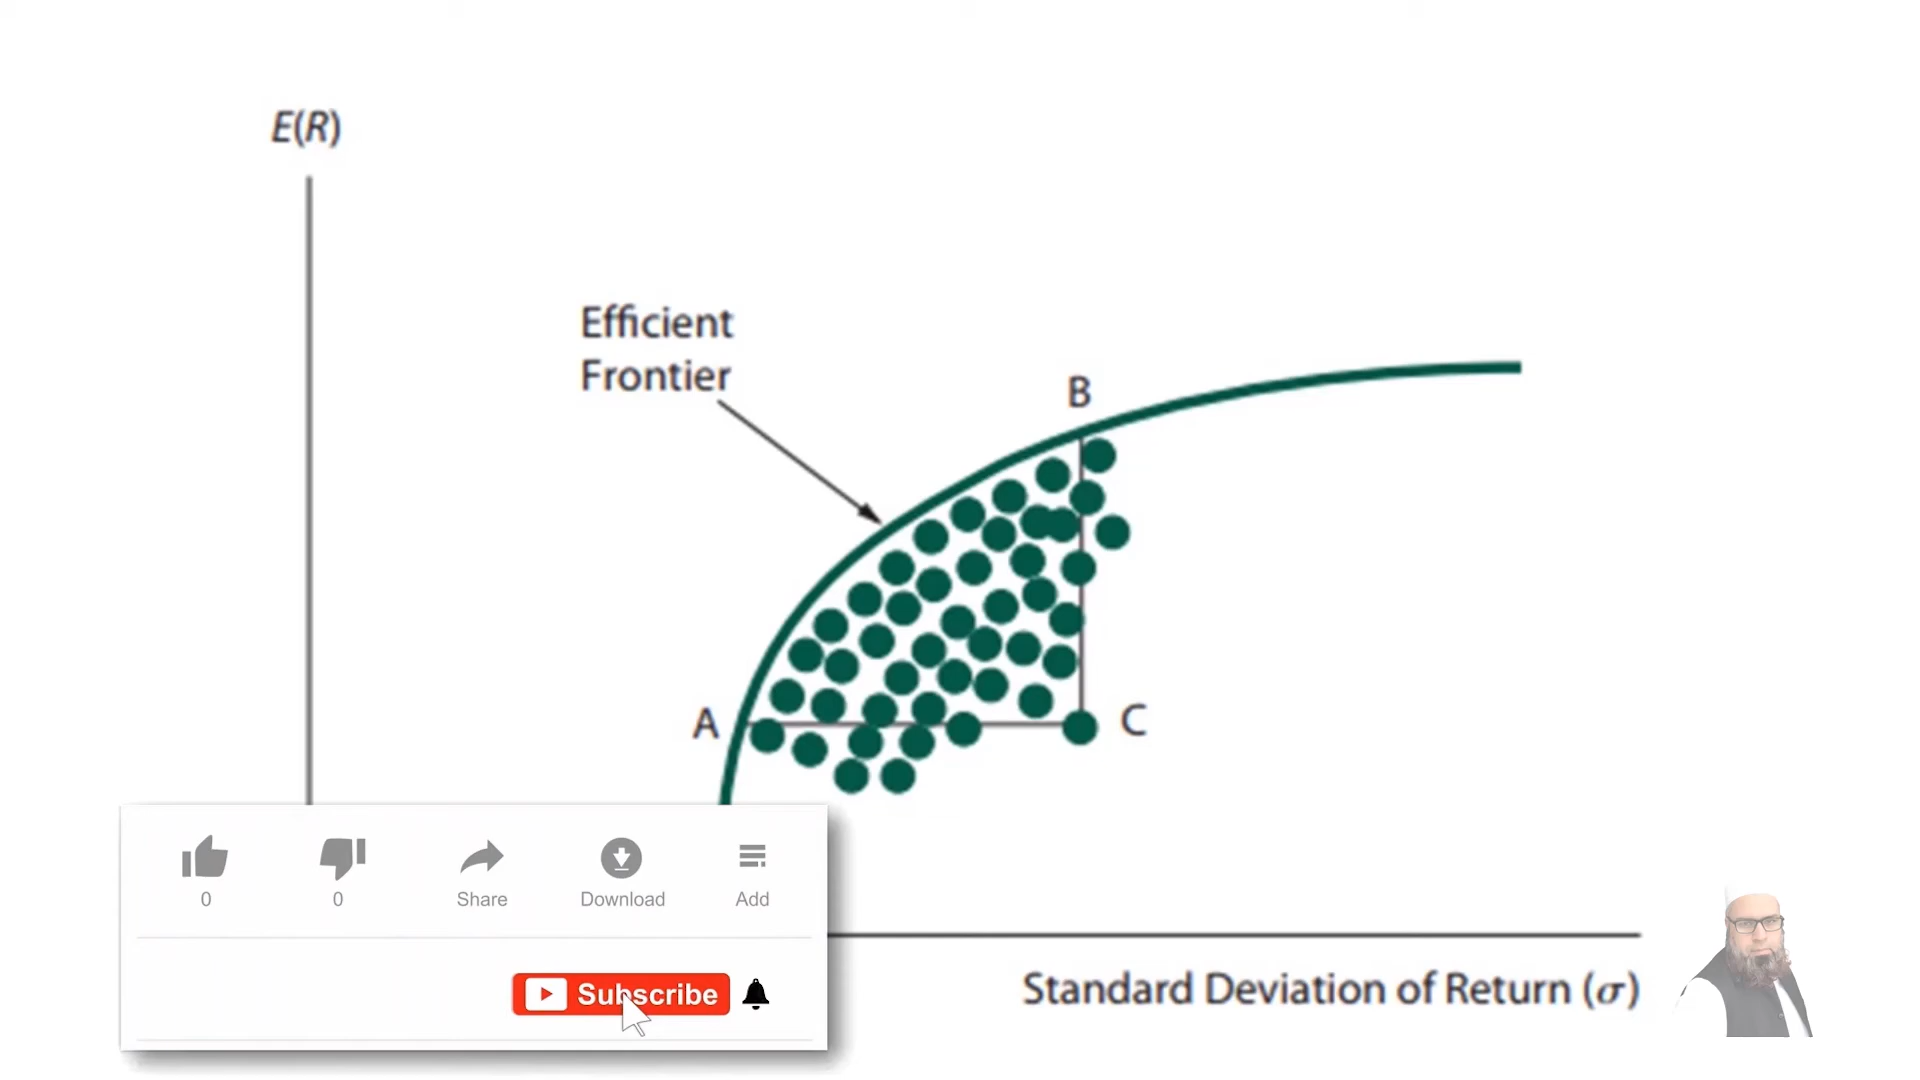 E(R)
Efficient
Frontier
B
A
C
0
0
Share
Download
Add
Subscribe
Standard Deviation of Return (σ)